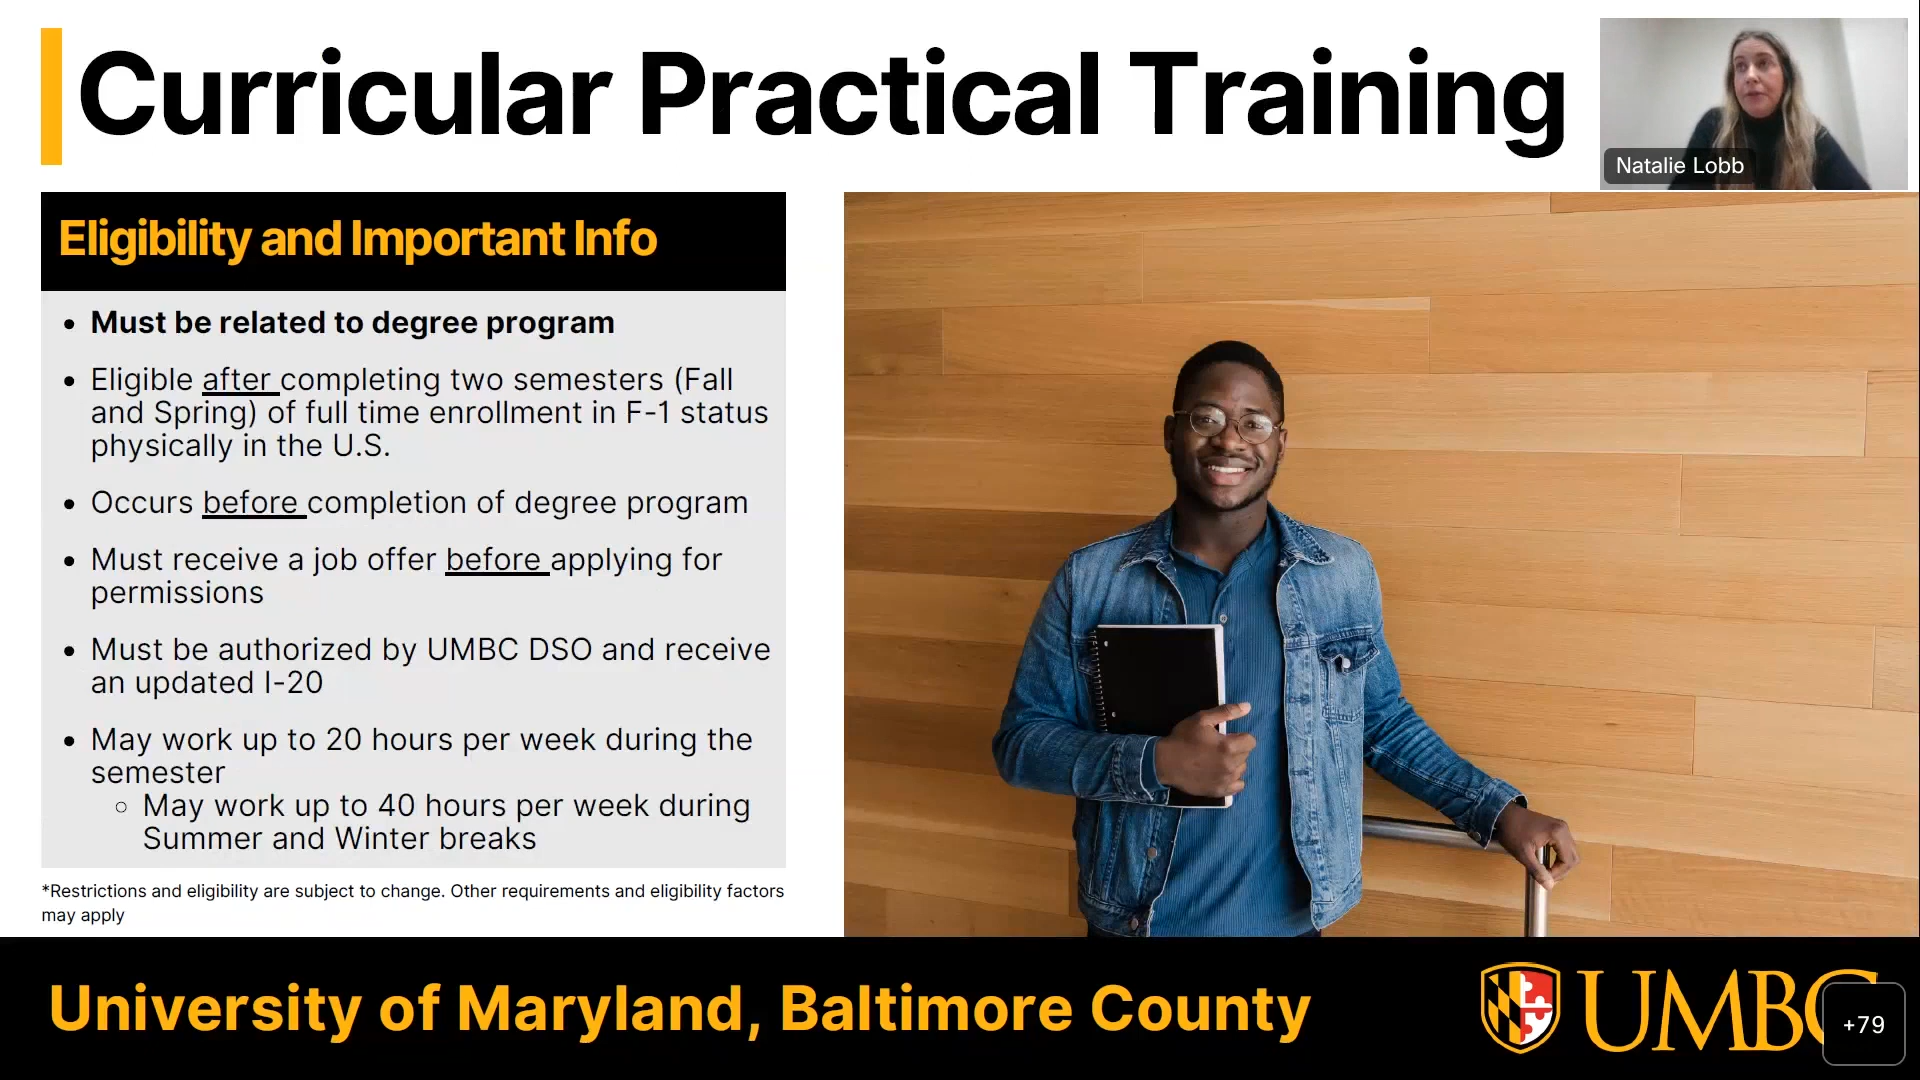 Curricular Practical Training
Natalie Lobb
Eligibility and Important Info
• Must be related to degree program
• Eligible after completing two semesters (Fall
and Spring) of full time enrollment in F-1 status
physically in the U.S.
• Occurs before completion of degree program
• Must receive a job offer before applying for
permissions
• Must be authorized by UMBC DSO and receive
an updated I-20
• May work up to 20 hours per week during the
semester
○ May work up to 40 hours per week during
Summer and Winter breaks
*Restrictions and eligibility are subject to change. Other requirements and eligibility factors
may apply
University of Maryland, Baltimore County
UMBC
+79